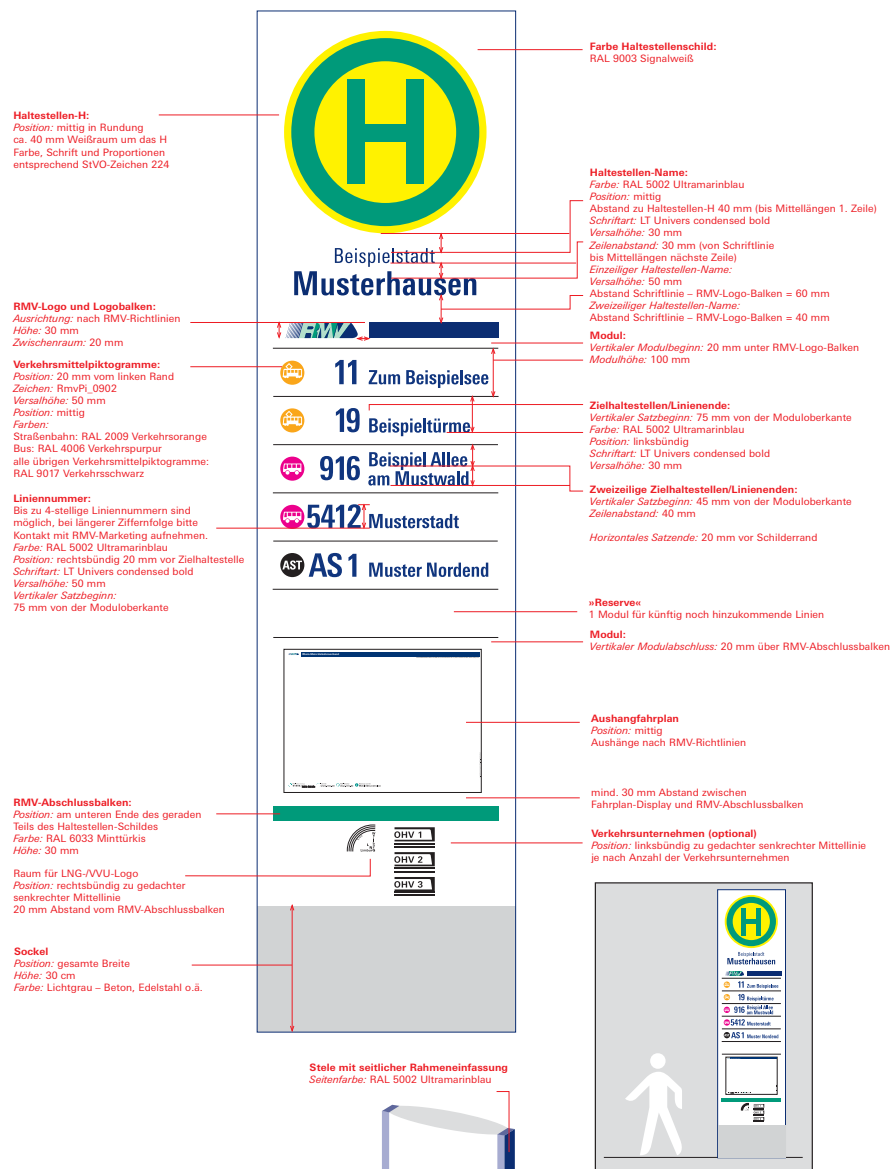 Farbe Haltestellenschild:
RAL 9003 Signalweiß
Haltestellen-H:
Position: mittig in Rundung
ca. 40 mm Weißraum um das H
Farbe, Schrift und Proportionen
entsprechend StVO-Zeichen 224
H
Haltestellen-Name:
Farbe: RAL 5002 Ultramarinblau
Position: mittig
Abstand zu Haltestellen-H 40 mm (bis Mittellängen 1. Zeile)
Schriftart: LT Univers condensed bold
Versalhöhe: 30 mm
Zeilenabstand: 30 mm (von Schriftlinie
bis Mittellängen nächste Zeile)
Einzeiliger Haltestellen-Name:
Versalhöhe: 50 mm
Abstand Schriftlinie – RMV-Logo-Balken = 60 mm
Zweizeiliger Haltestellen-Name:
Abstand Schriftlinie – RMV-Logo-Balken = 40 mm
Beispielstadt
Musterhausen
RMV-Logo und Logobalken:
Ausrichtung: nach RMV-Richtlinien
Höhe: 30 mm
Zwischenraum: 20 mm
RMV
Modul:
Vertikaler Modulbeginn: 20 mm unter RMV-Logo-Balken
Modulhöhe: 100 mm
Verkehrsmittelpiktogramme:
Position: 20 mm vom linken Rand
Zeichen: RmvPi_0902
Versalhöhe: 50 mm
Position: mittig
Farben:
Straßenbahn: RAL 2009 Verkehrsorange
Bus: RAL 4006 Verkehrspurpur
alle übrigen Verkehrsmittelpiktogramme:
RAL 9017 Verkehrsschwarz
11 Zum Beispielsee
19 Beispieltürme
916 Beispiel Allee
am Mustwald
5412 Musterstadt
AST AS 1 Muster Nordend
Zielhaltestellen/Linienende:
Vertikaler Satzbeginn: 75 mm von der Moduloberkante
Farbe: RAL 5002 Ultramarinblau
Position: linksbündig
Schriftart: LT Univers condensed bold
Versalhöhe: 30 mm
Zweizeilige Zielhaltestellen/Linienenden:
Vertikaler Satzbeginn: 45 mm von der Moduloberkante
Zeilenabstand: 40 mm
Horizontales Satzende: 20 mm vor Schilderrand
Liniennummer:
Bis zu 4-stellige Liniennummern sind
möglich, bei längerer Ziffernfolge bitte
Kontakt mit RMV-Marketing aufnehmen.
Farbe: RAL 5002 Ultramarinblau
Position: rechtsbündig 20 mm vor Zielhaltestelle
Schriftart: LT Univers condensed bold
Versalhöhe: 50 mm
Vertikaler Satzbeginn:
75 mm von der Moduloberkante
»Reserve«
1 Modul für künftig noch hinzukommende Linien
Modul:
Vertikaler Modulabschluss: 20 mm über RMV-Abschlussbalken
Aushangfahrplan
Position: mittig
Aushänge nach RMV-Richtlinien
mind. 30 mm Abstand zwischen
Fahrplan-Display und RMV-Abschlussbalken
RMV-Abschlussbalken:
Position: am unteren Ende des geraden
Teils des Haltestellen-Schildes
Farbe: RAL 6033 Minttürkis
Höhe: 30 mm
Raum für LNG-/VVU-Logo
Position: rechtsbündig zu gedachter
senkrechter Mittellinie
20 mm Abstand vom RMV-Abschlussbalken
OHV 1
OHV 2
OHV 3
Verkehrsunternehmen (optional)
Position: linksbündig zu gedachter senkrechter Mittellinie
je nach Anzahl der Verkehrsunternehmen
Sockel
Position: gesamte Breite
Höhe: 30 cm
Farbe: Lichtgrau – Beton, Edelstahl o.ä.
Stele mit seitlicher Rahmeneinfassung
Seitenfarbe: RAL 5002 Ultramarinblau
H
Beispielstadt
Musterhausen
RMV
11 Zum Beispielsee
19 Beispieltürme
916 Beispiel Allee
am Mustwald
5412 Musterstadt
AS 1 Muster Nordend